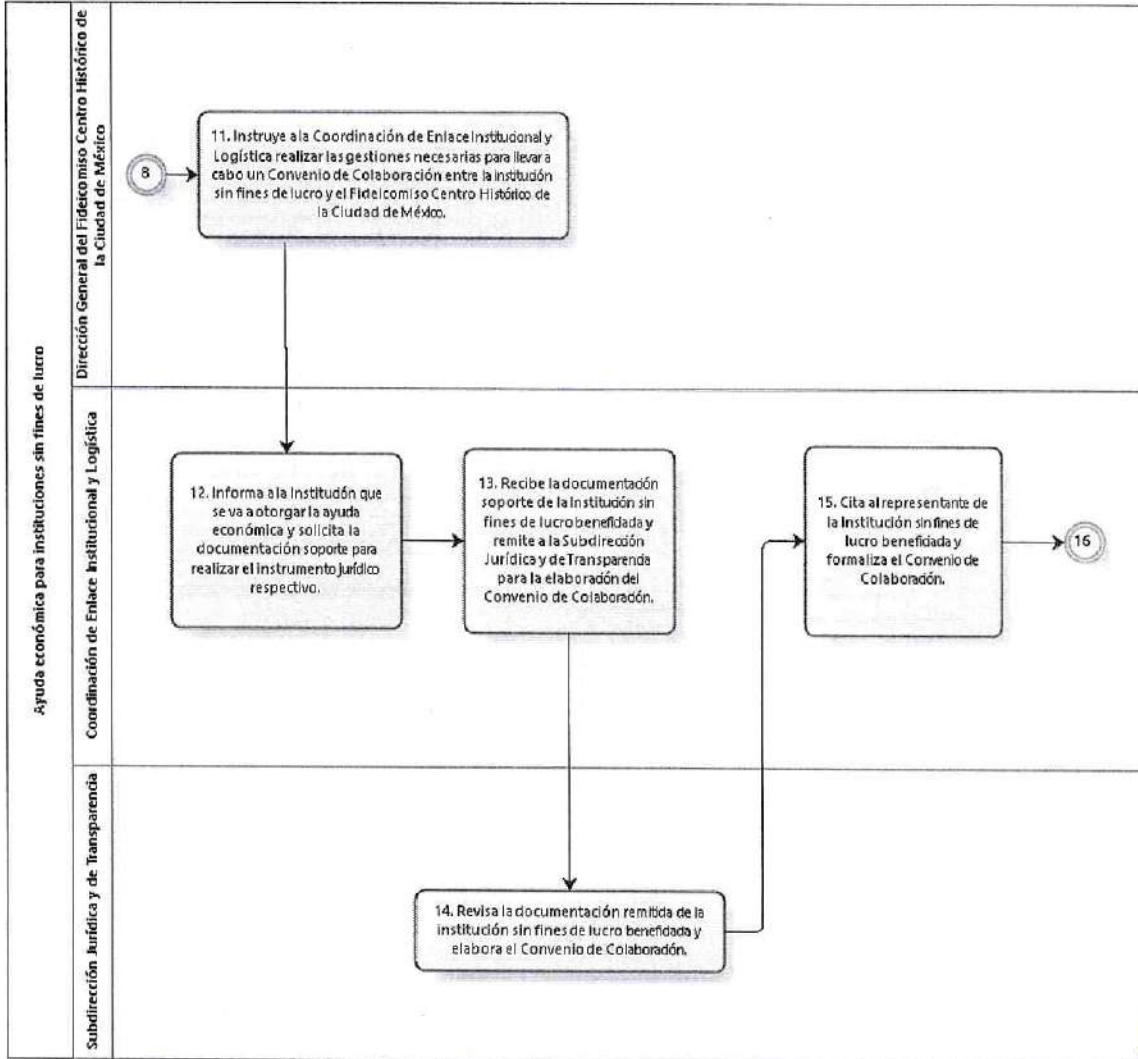 Ayuda económica para instituciones sin fines de lucro
Dirección General del Fideicomiso Centro Histórico de
la Ciudad de México
8
11. Instruye a la Coordinación de Enlace Institucional y
Logística realizar las gestiones necesarias para llevar a
cabo un Convenio de Colaboración entre la institución
sin fines de lucro y el Fideicomiso Centro Histórico de
la Ciudad de México.
Coordinación de Enlace Institucional y Logística
12. Informa a la Institución que
se va a otorgar la ayuda
económica y solicita la
documentación soporte para
realizar el instrumento jurídico
respectivo.
13. Recibe la documentación
soporte de la Institución sin
fines de lucro beneficiada y
remite a la Subdirección
Jurídica y de Transparencia
para la elaboración del
Convenio de Colaboración.
15. Cita al representante de
la Institución sin fines de
lucro beneficiada y
formaliza el Convenio de
Colaboración.
16
Subdirección Jurídica y de Transparencia
14. Revisa la documentación remitida de la
institución sin fines de lucro beneficiada y
elabora el Convenio de Colaboración.